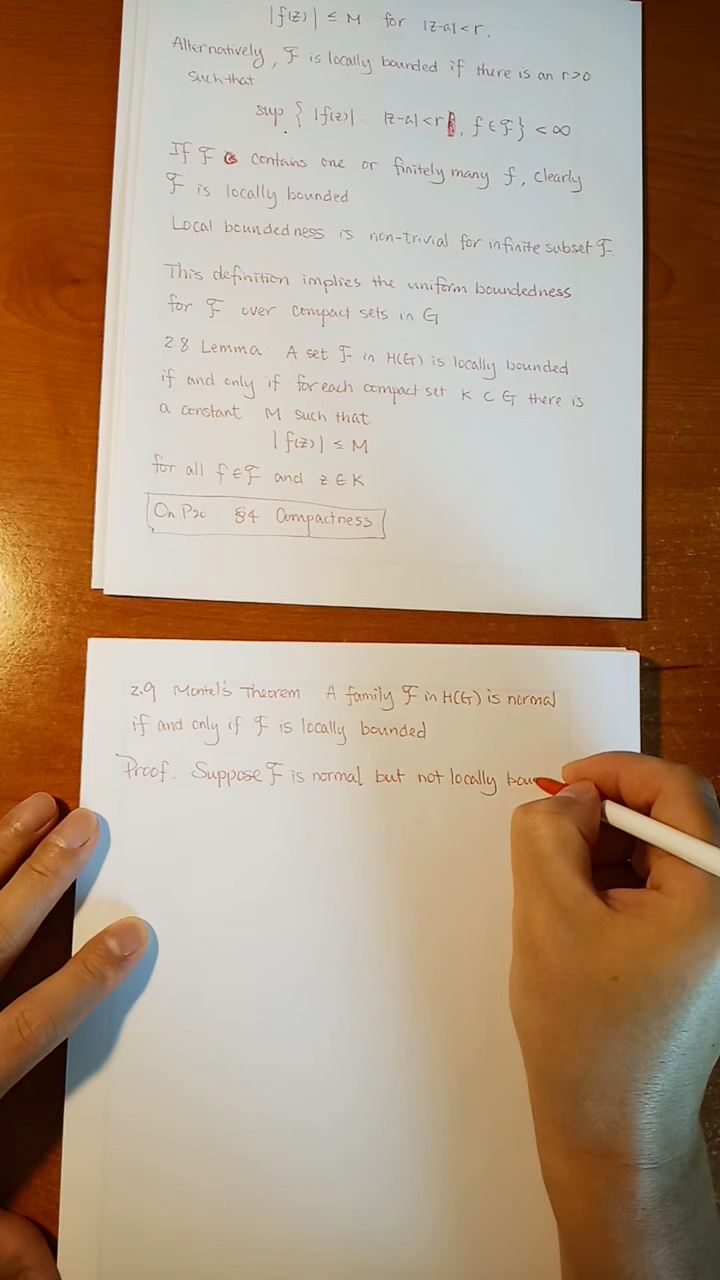 |f(z)| ≤ M for |z-a| < r.
Alternatively, F is locally bounded if there is an r>0
such that
sup { |f(z)| : |z-a| < r, f ∈ F } < ∞
If F contains one or finitely many f, clearly
F is locally bounded
Local boundedness is non-trivial for infinite subset F.
This definition implies the uniform boundedness
for F over compact sets in G
2.8 Lemma A set F in H(G) is locally bounded
if and only if for each compact set K ⊂ G there is
a constant M such that
|f(z)| ≤ M
for all f ∈ F and z ∈ K
On P20. §4 Compactness
2.9 Montel's Theorem A family F in H(G) is normal
if and only if F is locally bounded
Proof. Suppose F is normal but not locally boun